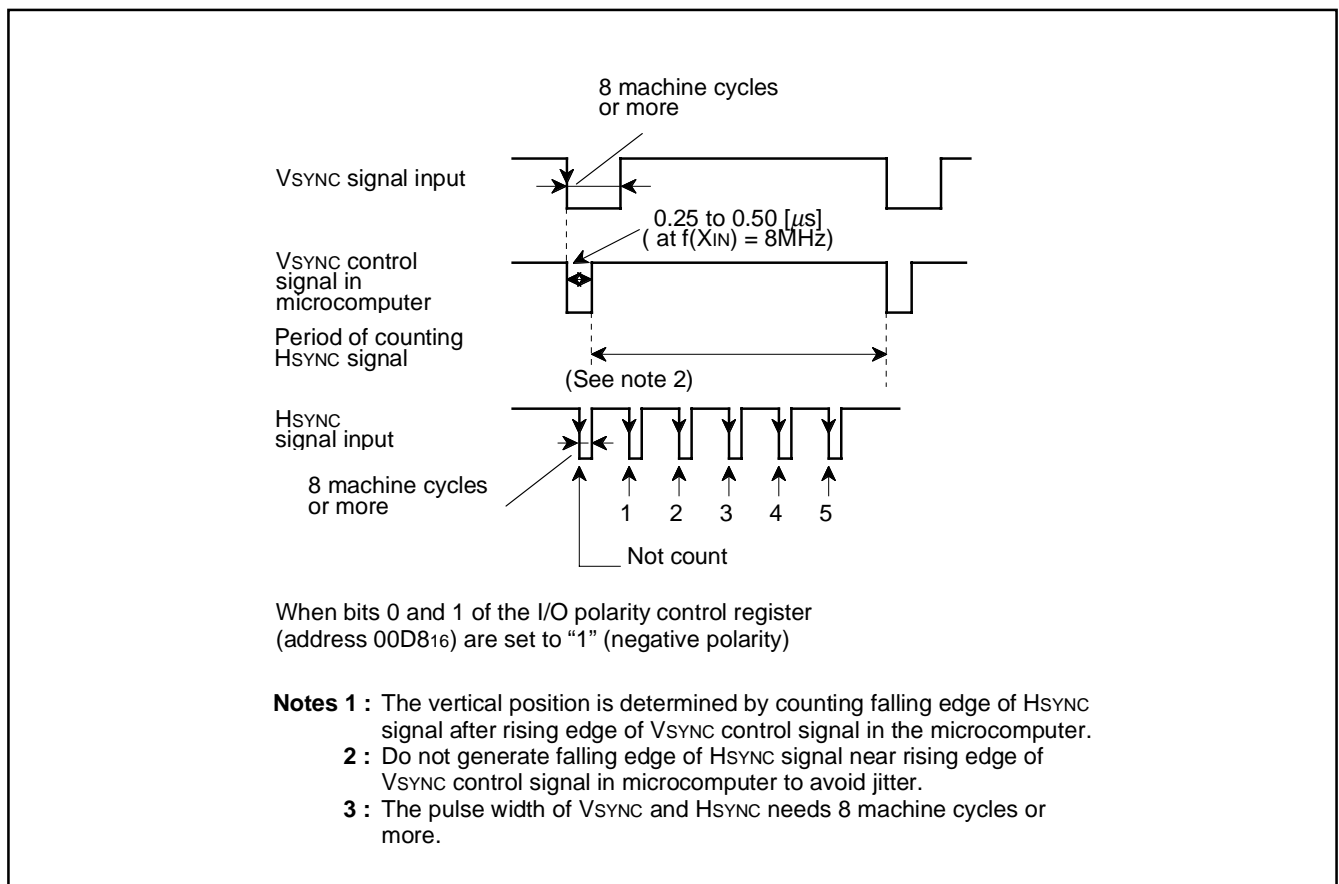 8 machine cycles
or more
VSYNC signal input
0.25 to 0.50 [μs]
( at f(XIN) = 8MHz)
VSYNC control
signal in
microcomputer
Period of counting
HSYNC signal
(See note 2)
HSYNC
signal input
8 machine cycles
or more
1 2 3 4 5
Not count
When bits 0 and 1 of the I/O polarity control register
(address 00D816) are set to “1” (negative polarity)
Notes 1 : The vertical position is determined by counting falling edge of HSYNC
signal after rising edge of VSYNC control signal in the microcomputer.
2 : Do not generate falling edge of HSYNC signal near rising edge of
VSYNC control signal in microcomputer to avoid jitter.
3 : The pulse width of VSYNC and HSYNC needs 8 machine cycles or
more.